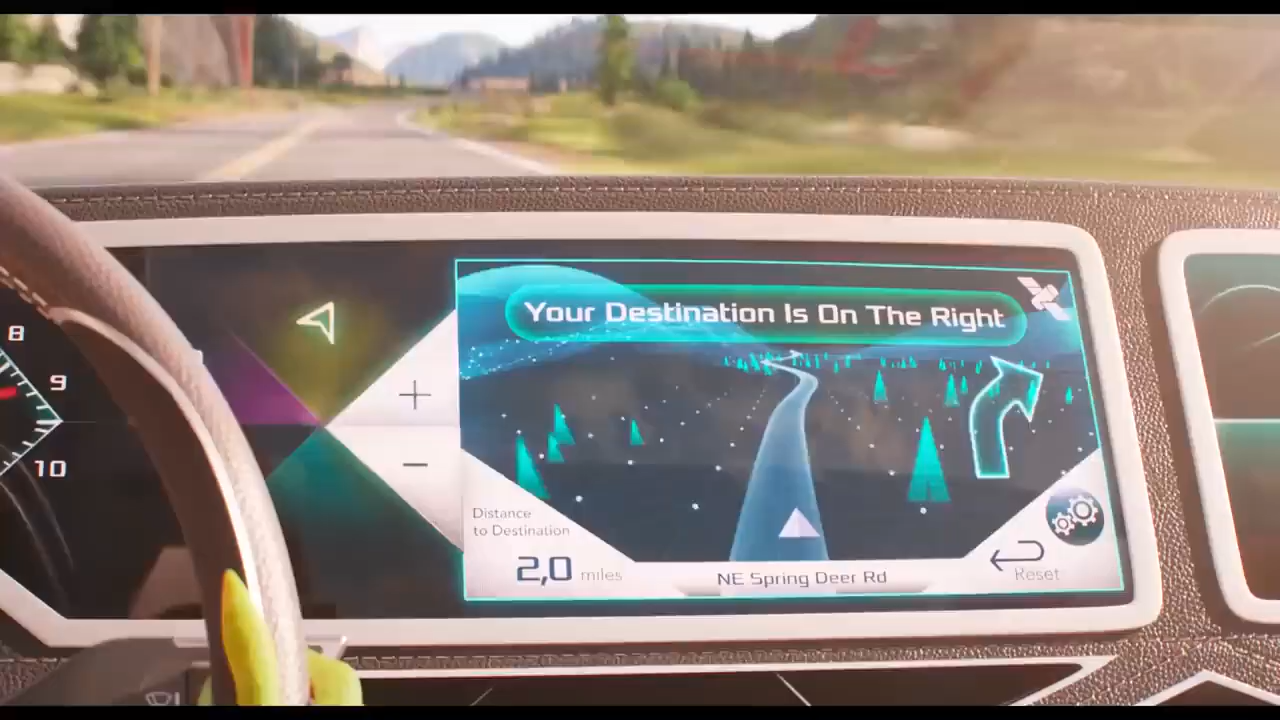 8
9
10
+
−
Your Destination Is On The Right
Distance
to Destination
2,0 miles
NE Spring Deer Rd
Reset